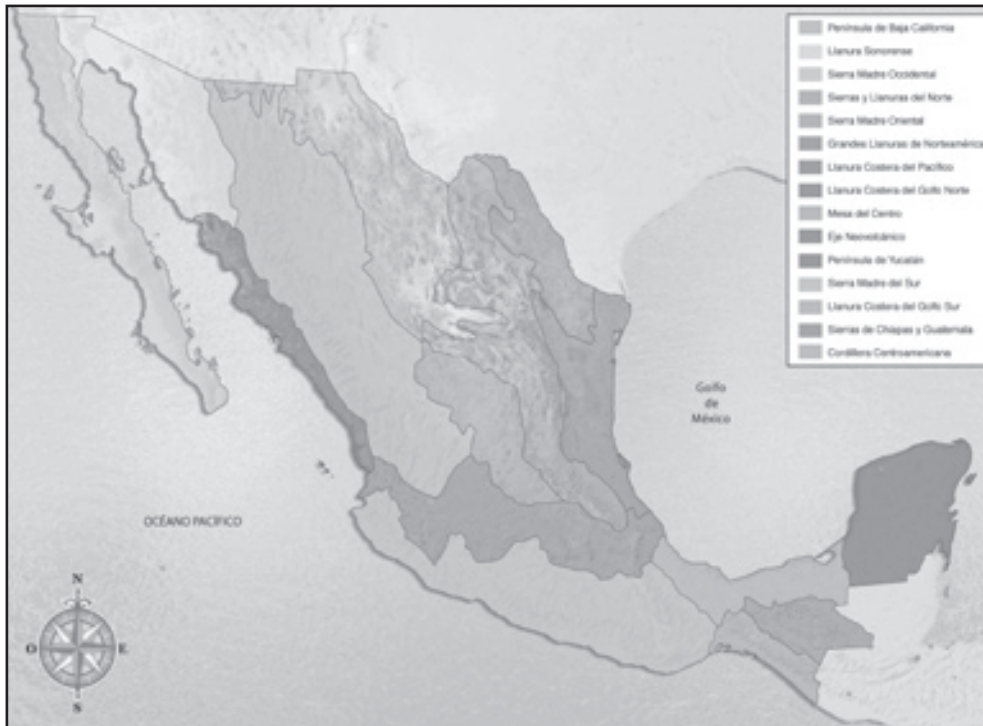 Península de Baja California
Llanura Sonorense
Sierra Madre Occidental
Sierras y Llanuras del Norte
Sierra Madre Oriental
Grandes Llanuras de Norteamérica
Llanura Costera del Pacífico
Llanura Costera del Golfo Norte
Mesa del Centro
Eje Neovolcánico
Península de Yucatán
Sierra Madre del Sur
Llanura Costera del Golfo Sur
Sierras de Chiapas y Guatemala
Cordillera Centroamericana
Golfo
de
México
OCÉANO PACÍFICO
N
O
E
S